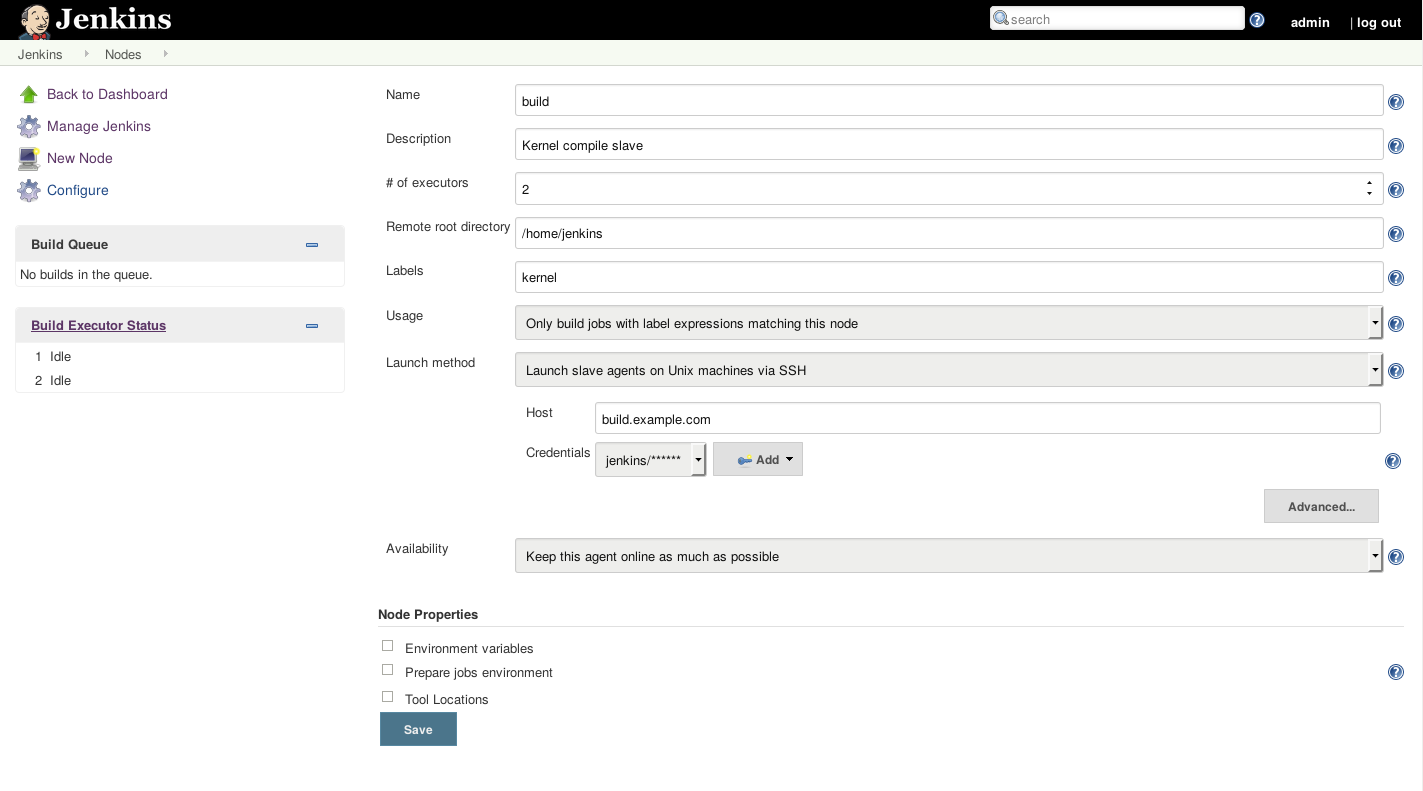 Jenkins
search
admin | log out
Jenkins Nodes
Back to Dashboard
Manage Jenkins
New Node
Configure
Build Queue
No builds in the queue.
Build Executor Status
1 Idle
2 Idle
Name build
Description Kernel compile slave
# of executors 2
Remote root directory /home/jenkins
Labels kernel
Usage Only build jobs with label expressions matching this node
Launch method Launch slave agents on Unix machines via SSH
Host build.example.com
Credentials jenkins/****** Add
Advanced...
Availability Keep this agent online as much as possible
Node Properties
Environment variables
Prepare jobs environment
Tool Locations
Save